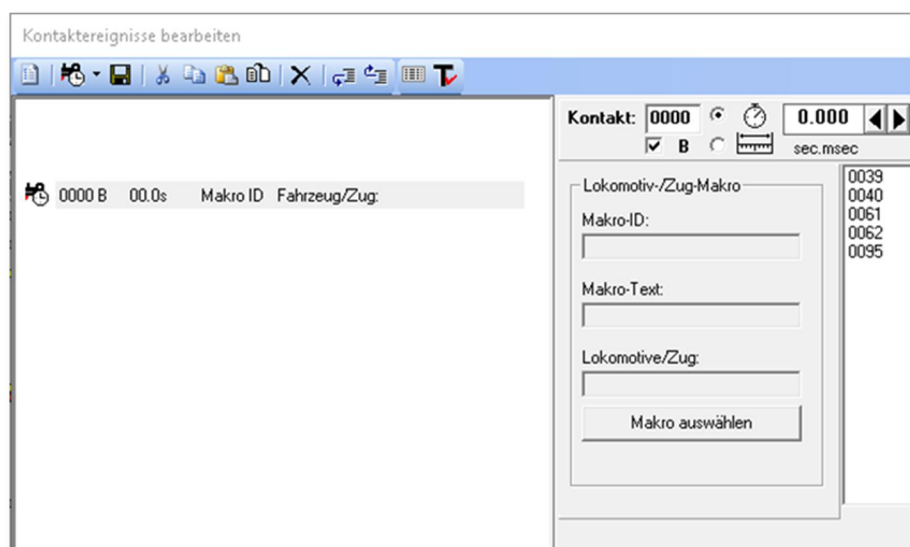 Kontaktereignisse bearbeiten
Kontakt: 0000 0.000
B sec.msec
0000 B 00.0s Makro ID Fahrzeug/Zug:
Lokomotiv-/Zug-Makro
Makro-ID:
Makro-Text:
Lokomotive/Zug:
Makro auswählen
0039
0040
0061
0062
0095